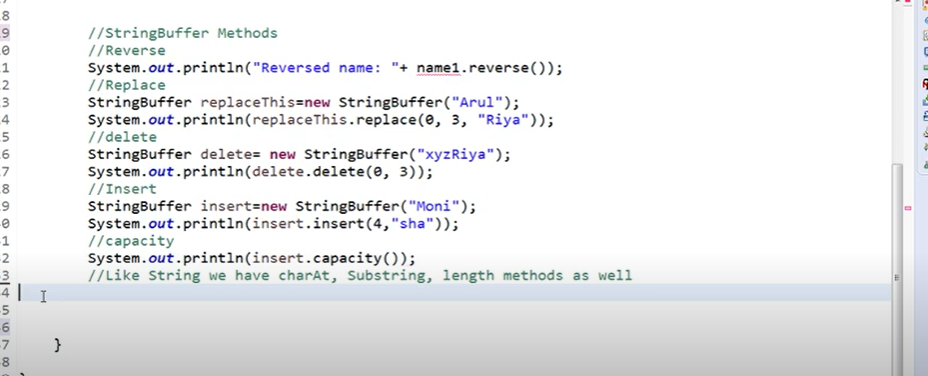 8
9 //StringBuffer Methods
0 //Reverse
1 System.out.println("Reversed name: "+ name1.reverse());
2 //Replace
3 StringBuffer replaceThis=new StringBuffer("Arul");
4 System.out.println(replaceThis.replace(0, 3, "Riya"));
5 //delete
6 StringBuffer delete= new StringBuffer("xyzRiya");
7 System.out.println(delete.delete(0, 3));
8 //Insert
9 StringBuffer insert=new StringBuffer("Moni");
0 System.out.println(insert.insert(4,"sha"));
1 //capacity
2 System.out.println(insert.capacity());
3 //Like String we have charAt, Substring, length methods as well
4
5
6
7 }
8